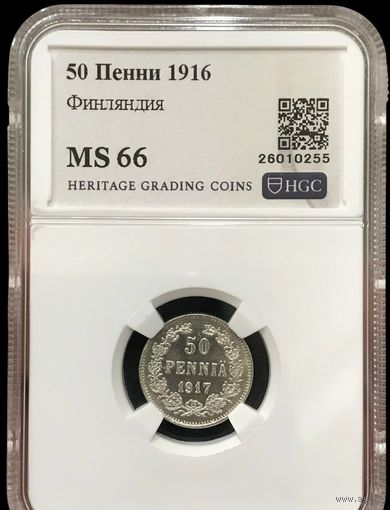 50 Пенни 1916
Финляндия
MS 66
26010255
HERITAGE GRADING COINS
HGC
50
PENNIÄ
1917